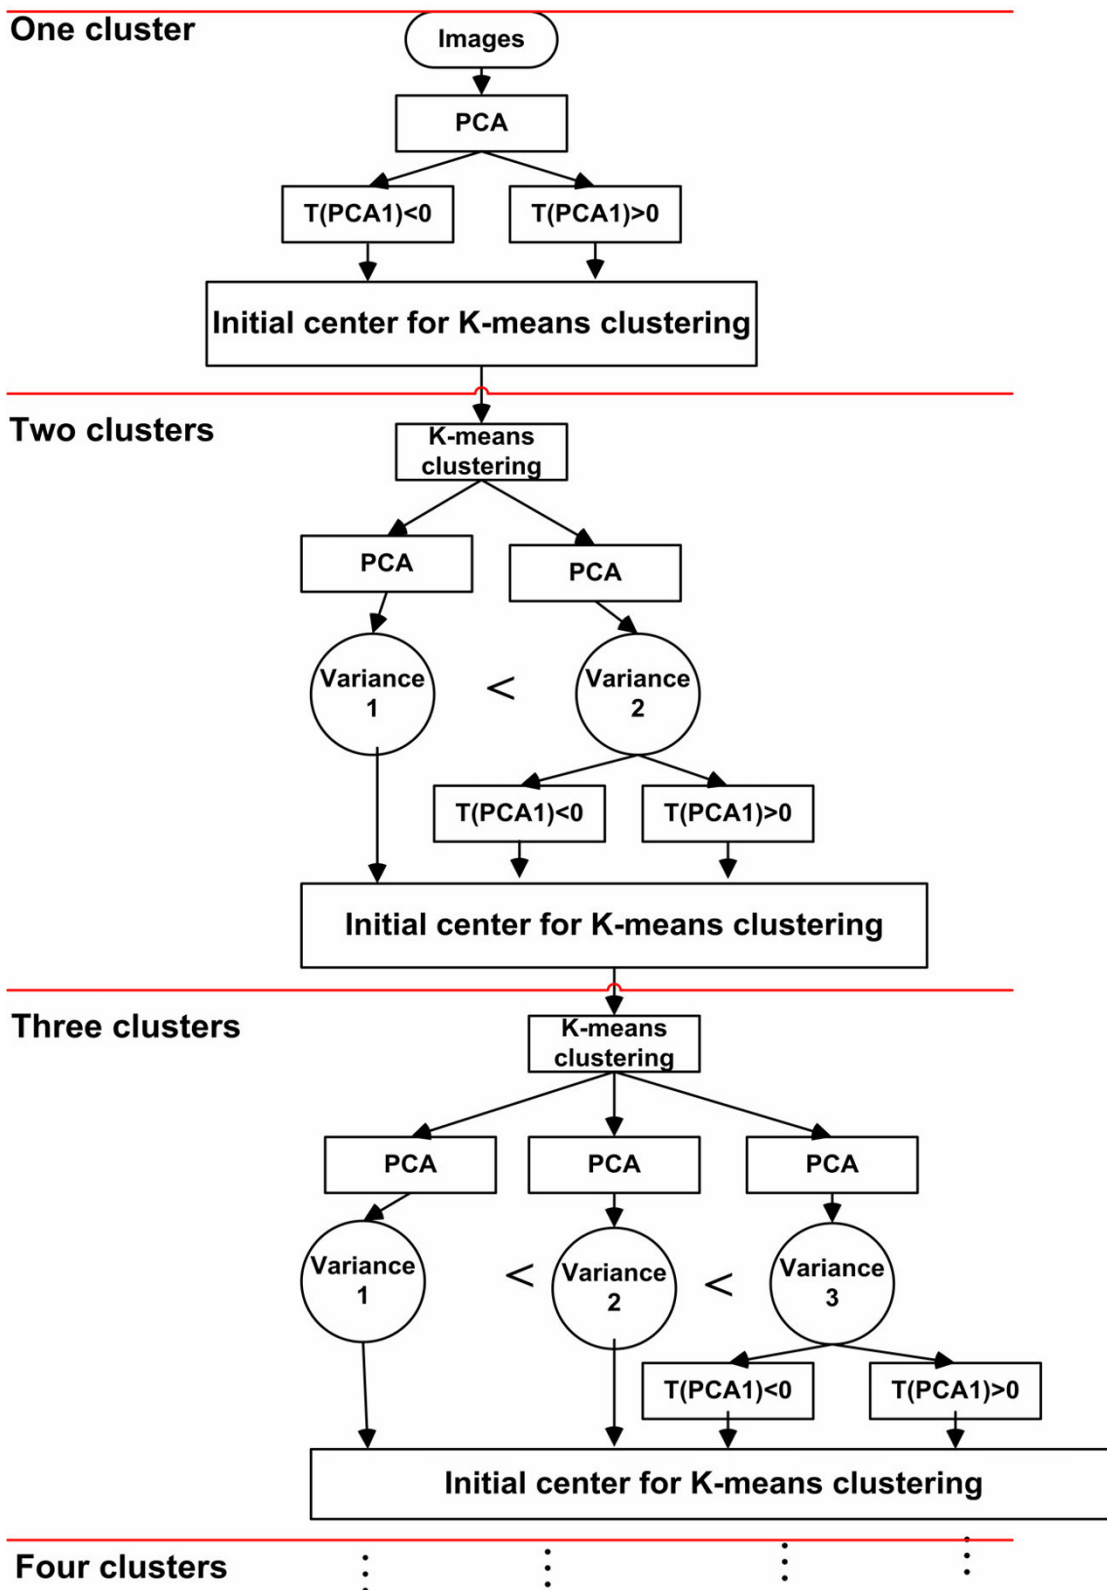 One cluster
Images
PCA
T(PCA1)<0
T(PCA1)>0
Initial center for K-means clustering
Two clusters
K-means
clustering
PCA
PCA
Variance
1
<
Variance
2
T(PCA1)<0
T(PCA1)>0
Initial center for K-means clustering
Three clusters
K-means
clustering
PCA
PCA
PCA
Variance
1
<
Variance
2
<
Variance
3
T(PCA1)<0
T(PCA1)>0
Initial center for K-means clustering
Four clusters